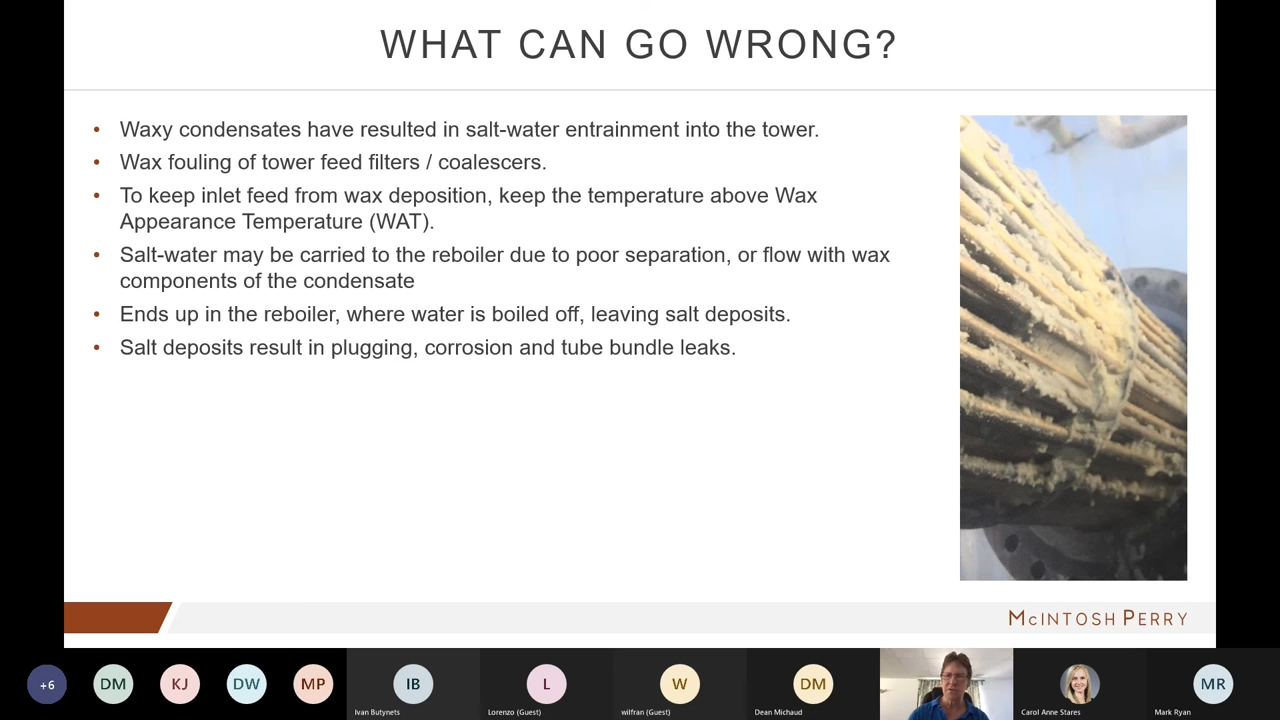 WHAT CAN GO WRONG?
• Waxy condensates have resulted in salt-water entrainment into the tower.
• Wax fouling of tower feed filters / coalescers.
• To keep inlet feed from wax deposition, keep the temperature above Wax
Appearance Temperature (WAT).
• Salt-water may be carried to the reboiler due to poor separation, or flow with wax
components of the condensate
• Ends up in the reboiler, where water is boiled off, leaving salt deposits.
• Salt deposits result in plugging, corrosion and tube bundle leaks.
MCINTOSH PERRY
+6 DM KJ DW MP IB L W DM MR
Ivan Butynets Lorenzo (Guest) wilfran (Guest) Dean Michaud Carol Anne Stares Mark Ryan